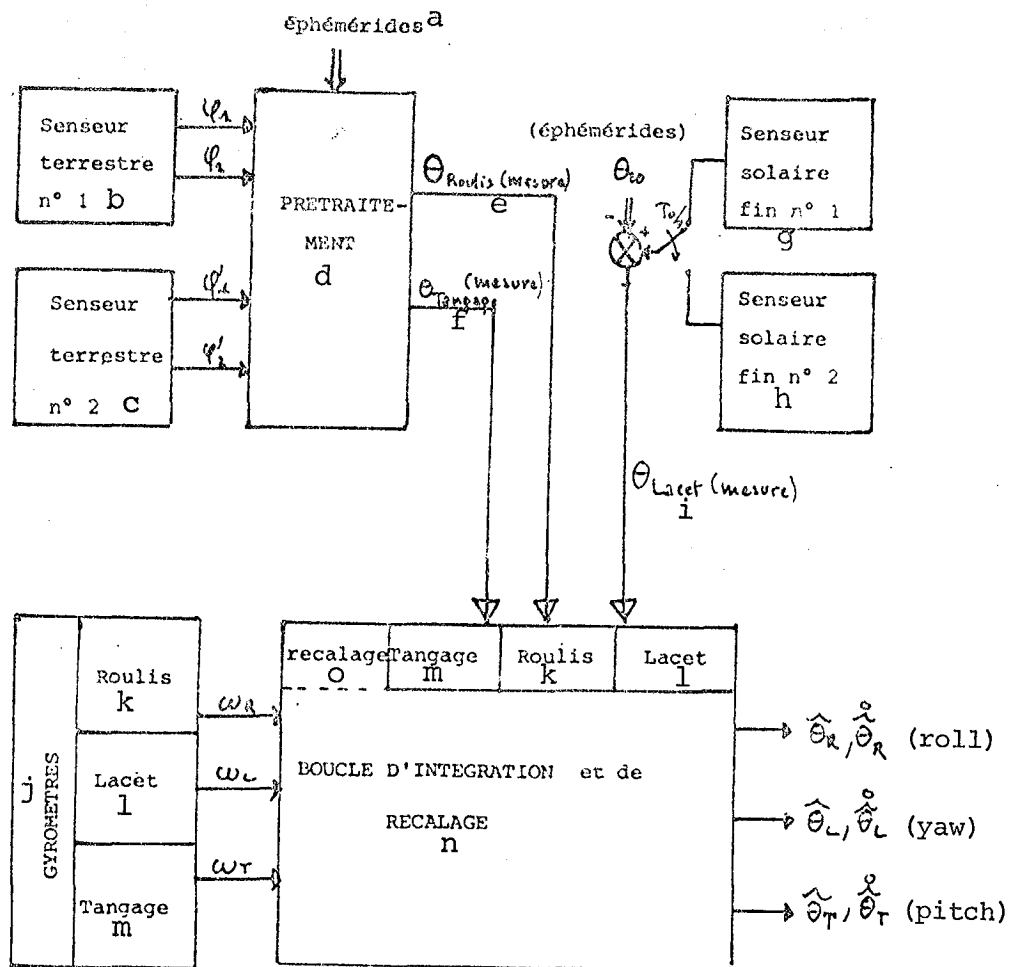 éphémérides a
Senseur
terrestre
n° 1 b
φ1
φ2
Senseur
terrestre
n° 2 c
φ'1
φ'2
PRETRAITE-
MENT
d
θRoulis (mesure)
e
θTangage (mesure)
f
(éphémérides)
-
+
Senseur
solaire
fin n° 1
g
Senseur
solaire
fin n° 2
h
θLacet (mesure)
i
j
GYROMETRES
Roulis
k
Lacet
l
Tangage
m
ωR
ωL
ωT
recalage
o
Tangage
m
Roulis
k
Lacet
l
BOUCLE D'INTEGRATION et de
RECALAGE
n
θ̂R, θ̂̊R (roll)
θ̂L, θ̂̊L (yaw)
θ̂T, θ̂̊T (pitch)